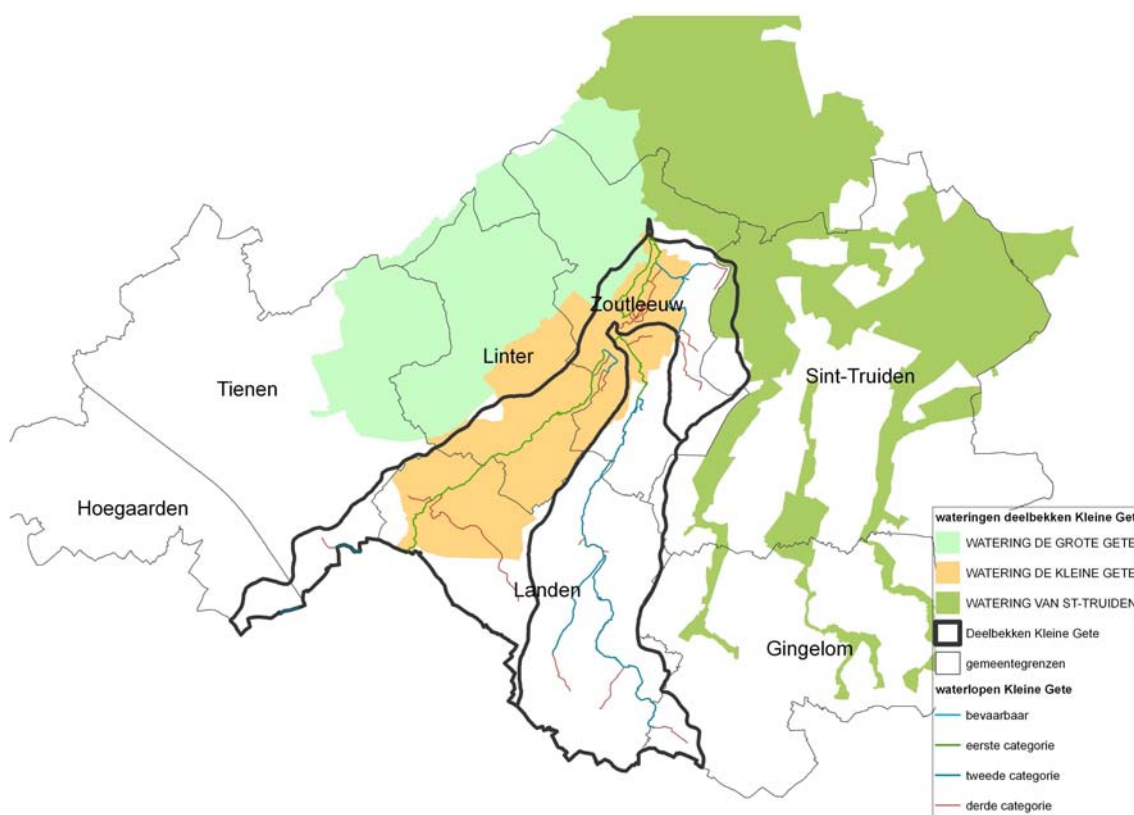 Zoutleeuw
Linter
Tienen
Sint-Truiden
Hoegaarden
Landen
Gingelom
wateringen deelbekken Kleine Get
WATERING DE GROTE GETE
WATERING DE KLEINE GETE
WATERING VAN ST-TRUIDEN
Deelbekken Kleine Gete
gemeentegrenzen
waterlopen Kleine Gete
bevaarbaar
eerste categorie
tweede categorie
derde categorie